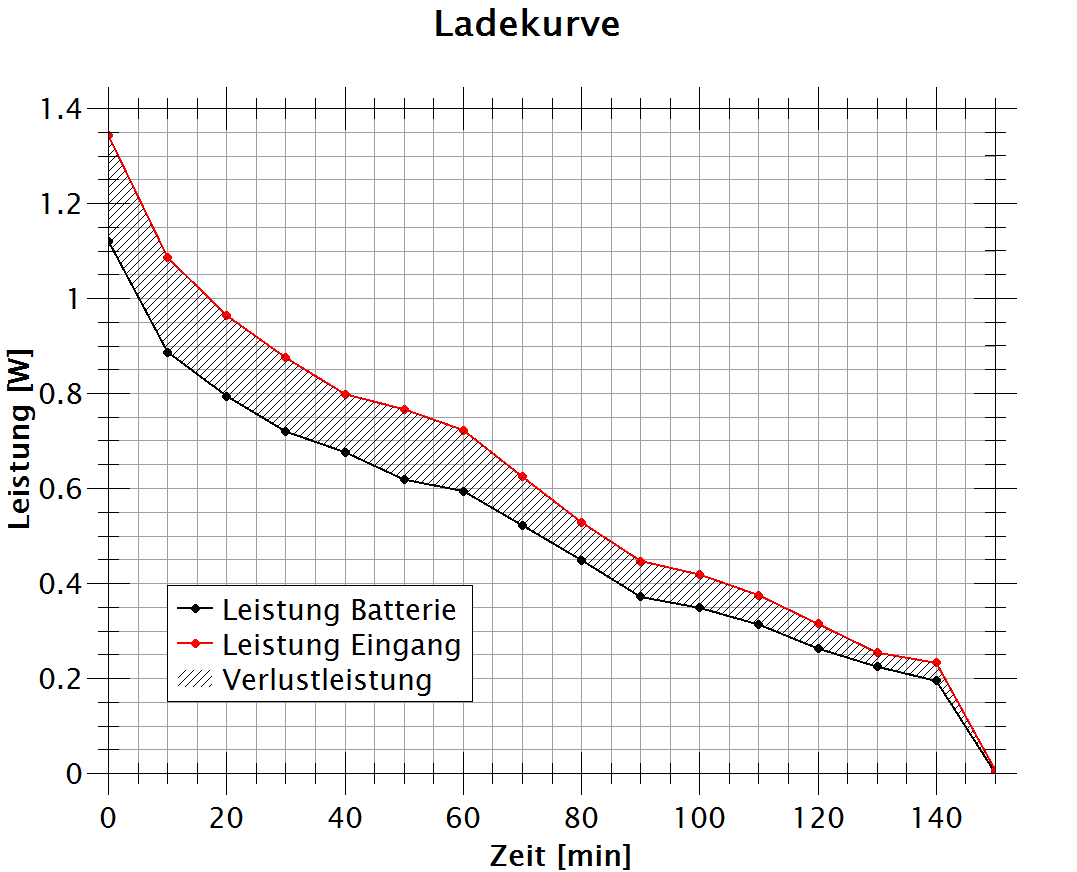 Ladekurve
1.4
1.2
1
0.8
0.6
0.4
0.2
0
Leistung [W]
Leistung Batterie
Leistung Eingang
Verlustleistung
0 20 40 60 80 100 120 140
Zeit [min]